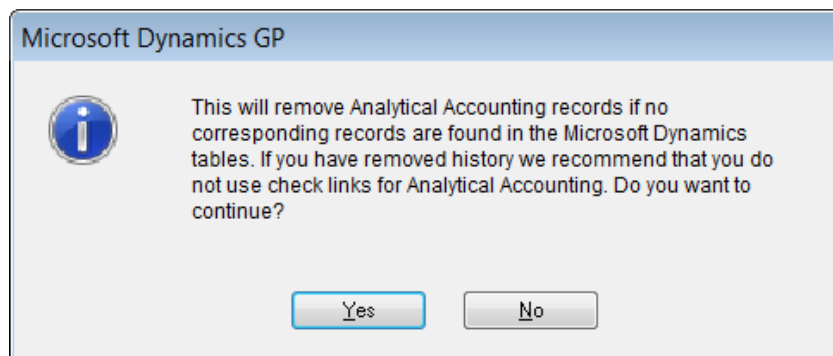 Microsoft Dynamics GP
This will remove Analytical Accounting records if no
corresponding records are found in the Microsoft Dynamics
tables. If you have removed history we recommend that you do
not use check links for Analytical Accounting. Do you want to
continue?
Yes No